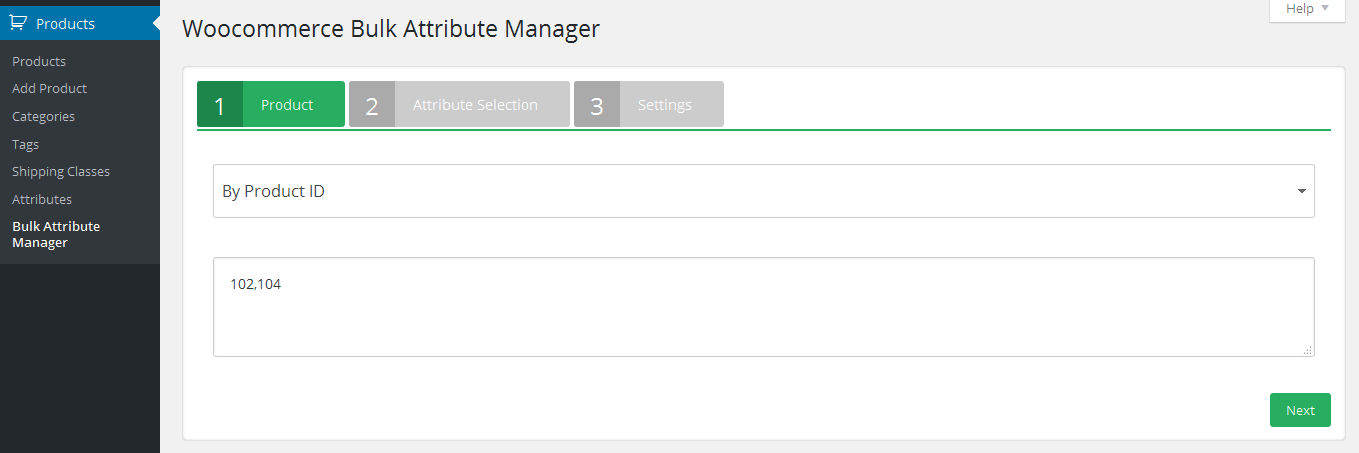 Products
Products
Add Product
Categories
Tags
Shipping Classes
Attributes
Bulk Attribute
Manager
Help
Woocommerce Bulk Attribute Manager
1 Product 2 Attribute Selection 3 Settings
By Product ID
102,104
Next